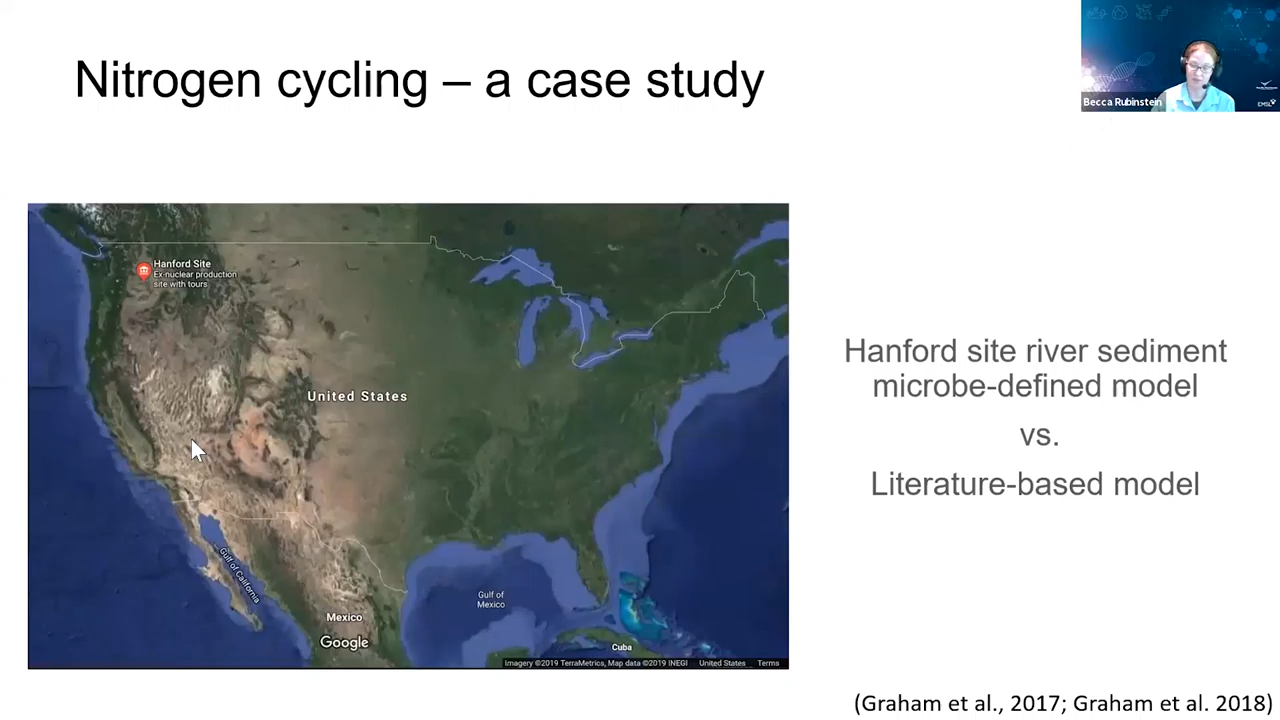 Nitrogen cycling – a case study
Becca Rubinstein
EMSL
Hanford Site
Ex-nuclear production
site with tours
United States
Gulf of California
Gulf of
Mexico
Mexico
Google
Cuba
Imagery ©2019 TerraMetrics, Map data ©2019 INEGI United States Terms
Hanford site river sediment
microbe-defined model
vs.
Literature-based model
(Graham et al., 2017; Graham et al. 2018)